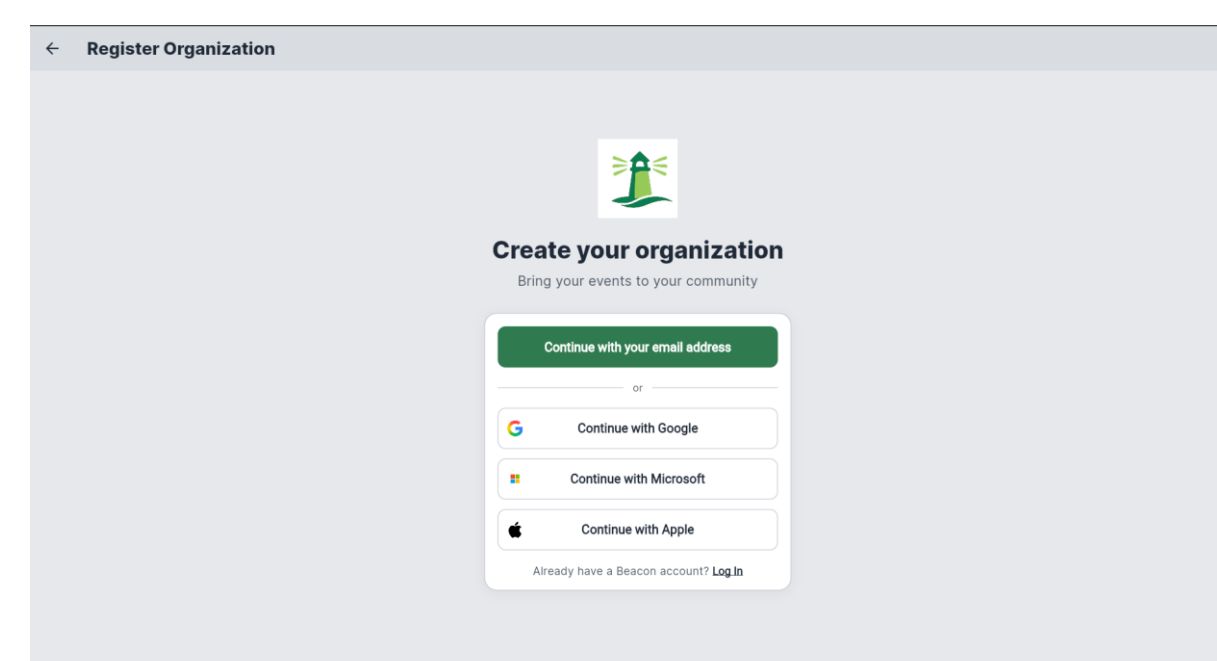 Register Organization
Create your organization
Bring your events to your community
Continue with your email address
or
Continue with Google
Continue with Microsoft
Continue with Apple
Already have a Beacon account? Log In